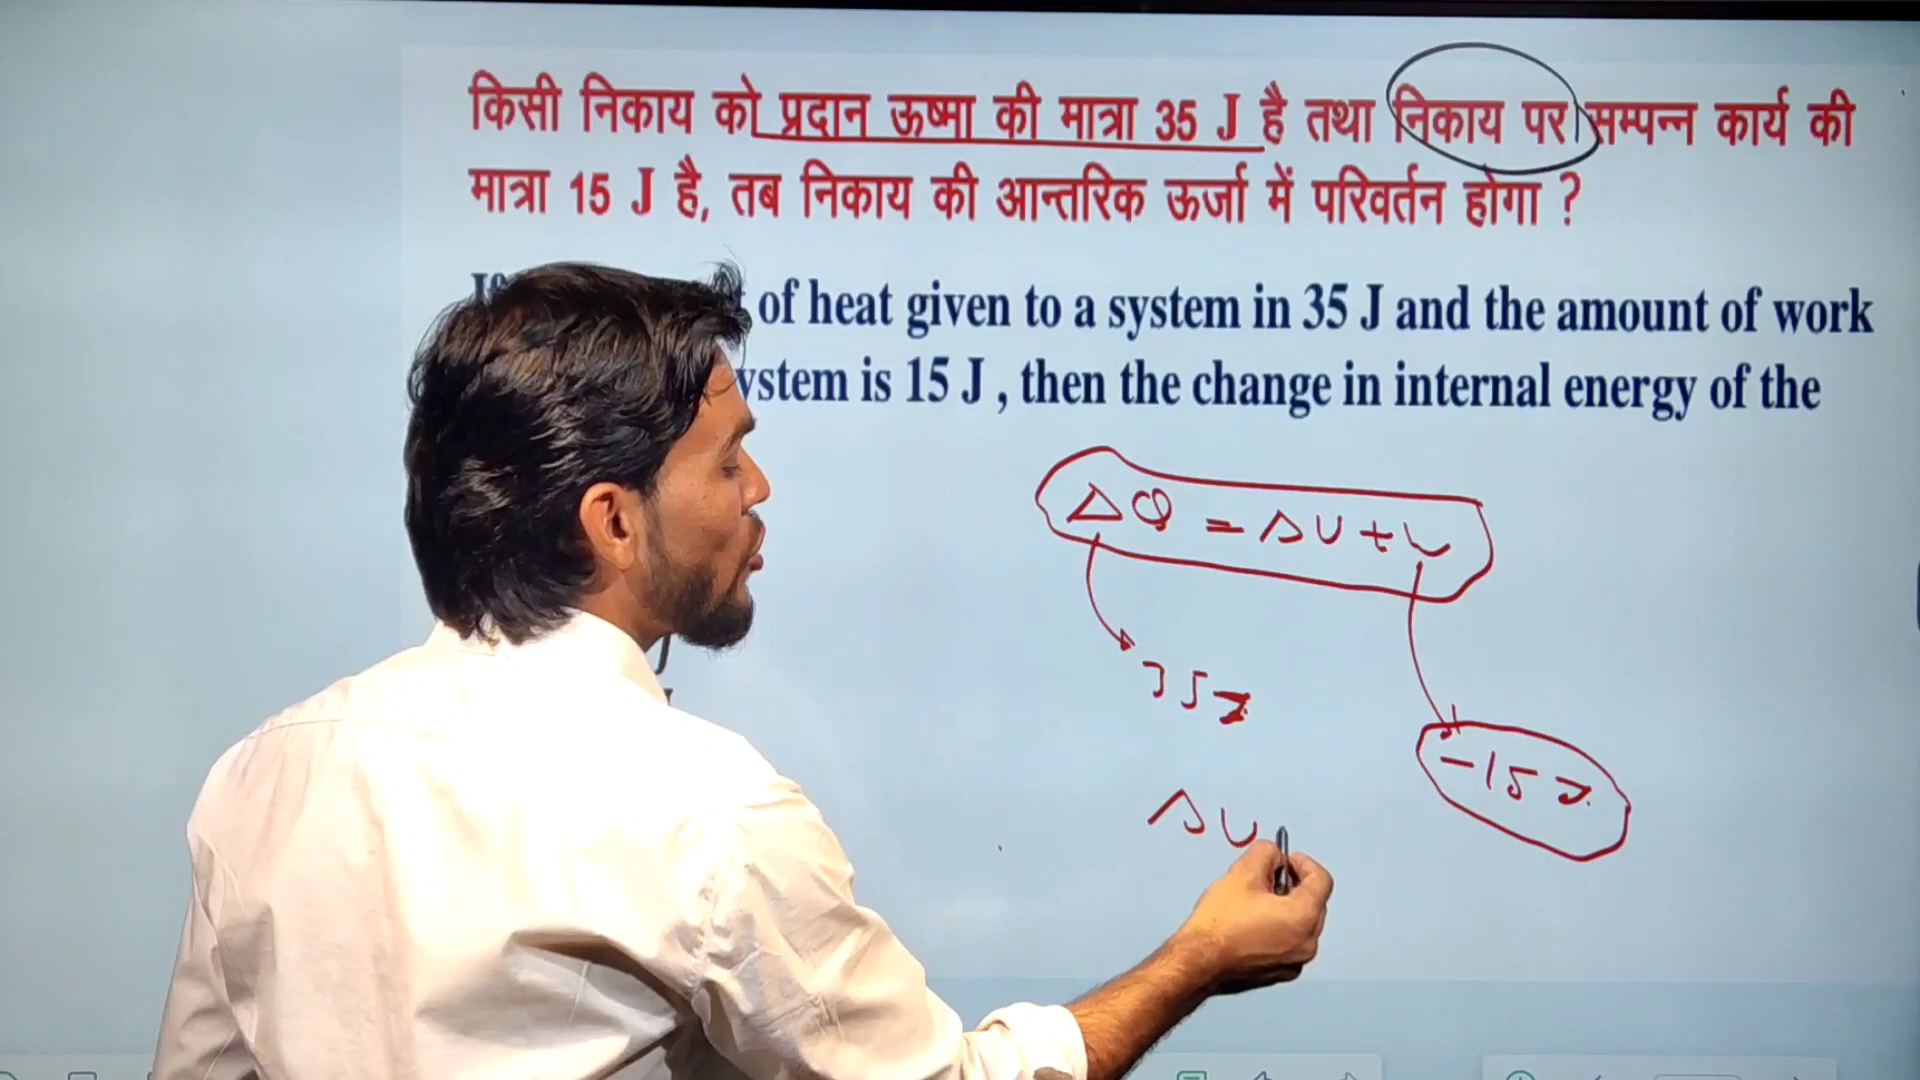 किसी निकाय को प्रदान ऊष्मा की मात्रा 35 J है तथा निकाय पर सम्पन्न कार्य की
मात्रा 15 J है, तब निकाय की आन्तरिक ऊर्जा में परिवर्तन होगा ?
of heat given to a system in 35 J and the amount of work
is 15 J , then the change in internal energy of the
ΔQ = ΔU + W
35 J
-15 J
ΔU